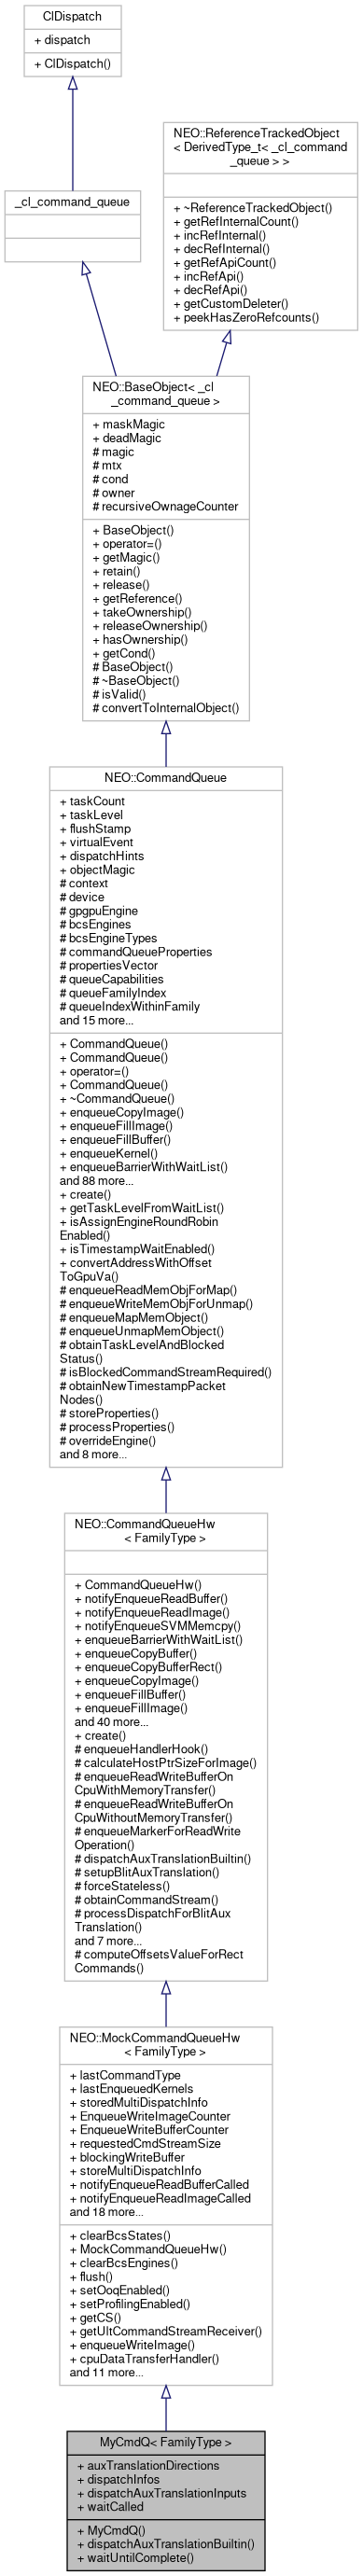 ClDispatch
+ dispatch
+ ClDispatch()
NEO::ReferenceTrackedObject
< DerivedType_t< _cl_command
_queue > >
+ ~ReferenceTrackedObject()
+ getRefInternalCount()
+ incRefInternal()
+ decRefInternal()
+ getRefApiCount()
+ incRefApi()
+ decRefApi()
+ getCustomDeleter()
+ peekHasZeroRefcounts()
_cl_command_queue
NEO::BaseObject< _cl
_command_queue >
+ maskMagic
+ deadMagic
# magic
# mtx
# cond
# owner
# recursiveOwnageCounter
+ BaseObject()
+ operator=()
+ getMagic()
+ retain()
+ release()
+ getReference()
+ takeOwnership()
+ releaseOwnership()
+ hasOwnership()
+ getCond()
# BaseObject()
# ~BaseObject()
# isValid()
# convertToInternalObject()
NEO::CommandQueue
+ taskCount
+ taskLevel
+ flushStamp
+ virtualEvent
+ dispatchHints
+ objectMagic
# context
# device
# gpgpuEngine
# bcsEngines
# bcsEngineTypes
# commandQueueProperties
# propertiesVector
# queueCapabilities
# queueFamilyIndex
# queueIndexWithinFamily
and 15 more...
+ CommandQueue()
+ CommandQueue()
+ operator=()
+ CommandQueue()
+ ~CommandQueue()
+ enqueueCopyImage()
+ enqueueFillImage()
+ enqueueFillBuffer()
+ enqueueKernel()
+ enqueueBarrierWithWaitList()
and 88 more...
+ create()
+ getTaskLevelFromWaitList()
+ isAssignEngineRoundRobin
Enabled()
+ isTimestampWaitEnabled()
+ convertAddressWithOffset
ToGpuVa()
# enqueueReadMemObjForMap()
# enqueueWriteMemObjForUnmap()
# enqueueMapMemObject()
# enqueueUnmapMemObject()
# obtainTaskLevelAndBlocked
Status()
# isBlockedCommandStreamRequired()
# obtainNewTimestampPacket
Nodes()
# storeProperties()
# processProperties()
# overrideEngine()
and 8 more...
NEO::CommandQueueHw
< FamilyType >
+ CommandQueueHw()
+ notifyEnqueueReadBuffer()
+ notifyEnqueueReadImage()
+ notifyEnqueueSVMMemcpy()
+ enqueueBarrierWithWaitList()
+ enqueueCopyBuffer()
+ enqueueCopyBufferRect()
+ enqueueCopyImage()
+ enqueueFillBuffer()
+ enqueueFillImage()
and 40 more...
+ create()
# enqueueHandlerHook()
# calculateHostPtrSizeForImage()
# enqueueReadWriteBufferOn
CpuWithMemoryTransfer()
# enqueueReadWriteBufferOn
CpuWithoutMemoryTransfer()
# enqueueMarkerForReadWrite
Operation()
# dispatchAuxTranslationBuiltin()
# setupBlitAuxTranslation()
# forceStateless()
# obtainCommandStream()
# processDispatchForBlitAux
Translation()
and 7 more...
# computeOffsetsValueForRect
Commands()
NEO::MockCommandQueueHw
< FamilyType >
+ lastCommandType
+ lastEnqueuedKernels
+ storedMultiDispatchInfo
+ EnqueueWriteImageCounter
+ EnqueueWriteBufferCounter
+ requestedCmdStreamSize
+ blockingWriteBuffer
+ storeMultiDispatchInfo
+ notifyEnqueueReadBufferCalled
+ notifyEnqueueReadImageCalled
and 18 more...
+ clearBcsStates()
+ MockCommandQueueHw()
+ clearBcsEngines()
+ flush()
+ setOoqEnabled()
+ setProfilingEnabled()
+ getCS()
+ getUltCommandStreamReceiver()
+ enqueueWriteImage()
+ cpuDataTransferHandler()
and 11 more...
MyCmdQ< FamilyType >
+ auxTranslationDirections
+ dispatchInfos
+ dispatchAuxTranslationInputs
+ waitCalled
+ MyCmdQ()
+ dispatchAuxTranslationBuiltin()
+ waitUntilComplete()